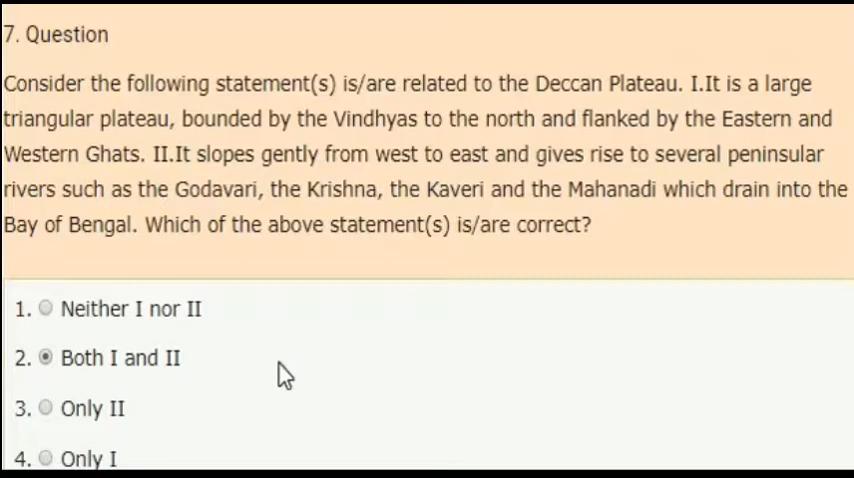 7. Question
Consider the following statement(s) is/are related to the Deccan Plateau. I.It is a large
triangular plateau, bounded by the Vindhyas to the north and flanked by the Eastern and
Western Ghats. II.It slopes gently from west to east and gives rise to several peninsular
rivers such as the Godavari, the Krishna, the Kaveri and the Mahanadi which drain into the
Bay of Bengal. Which of the above statement(s) is/are correct?
1. Neither I nor II
2. Both I and II
3. Only II
4. Only I